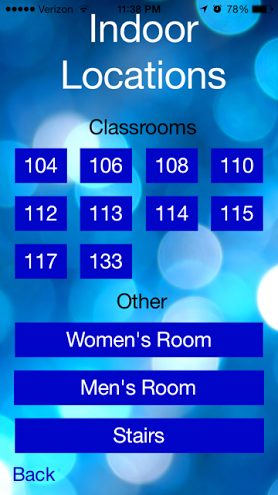 Verizon 11:38 PM 78%
Indoor
Locations
Classrooms
104 106 108 110
112 113 114 115
117 133
Other
Women's Room
Men's Room
Stairs
Back